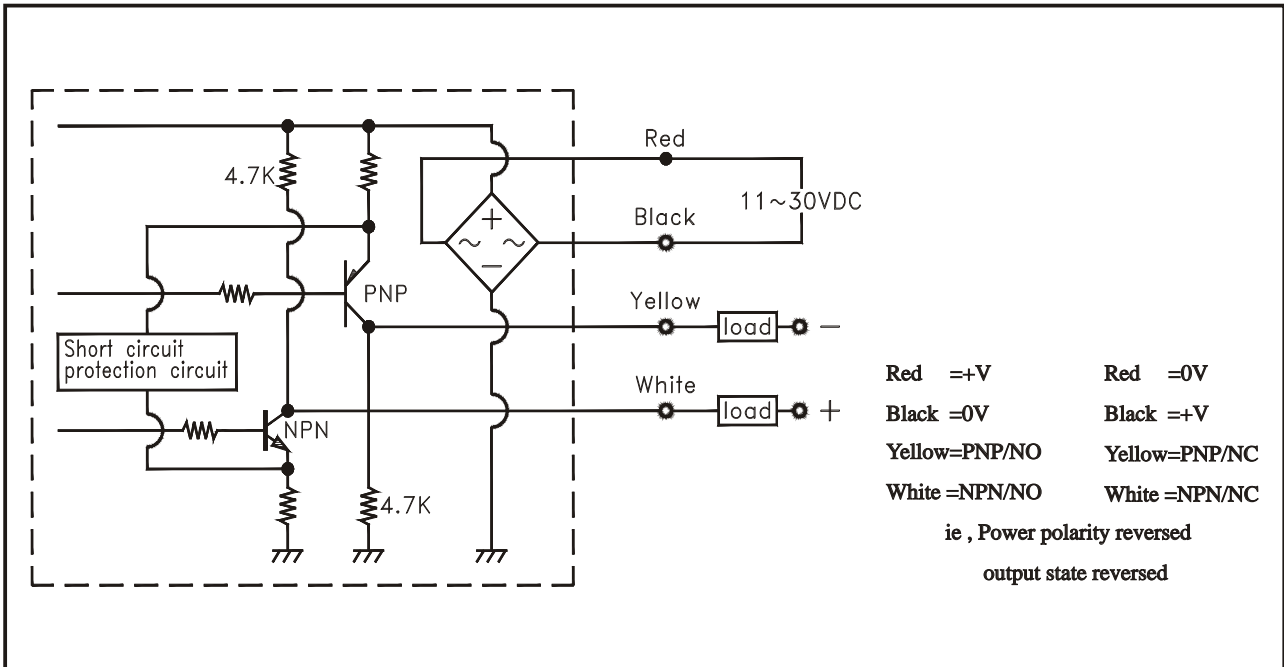 Red
4.7K
11~30VDC
Black
+
~ ~
−
PNP
Yellow
load −
Short circuit
protection circuit
White
load +
NPN
4.7K
Red =+V
Black =0V
Yellow=PNP/NO
White =NPN/NO
Red =0V
Black =+V
Yellow=PNP/NC
White =NPN/NC
ie , Power polarity reversed
output state reversed